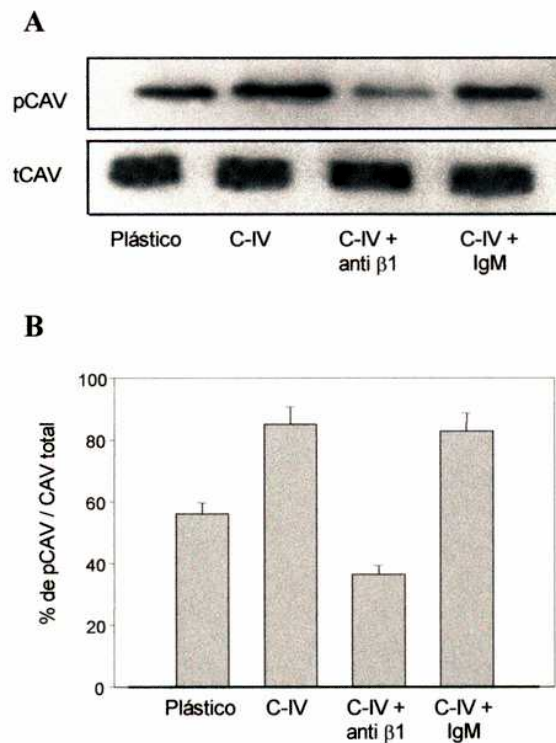 A
pCAV
tCAV
Plástico C-IV C-IV + C-IV +
anti β1 IgM
B
100
80
60
40
20
0
% de pCAV / CAV total
Plástico C-IV C-IV + C-IV +
anti β1 IgM